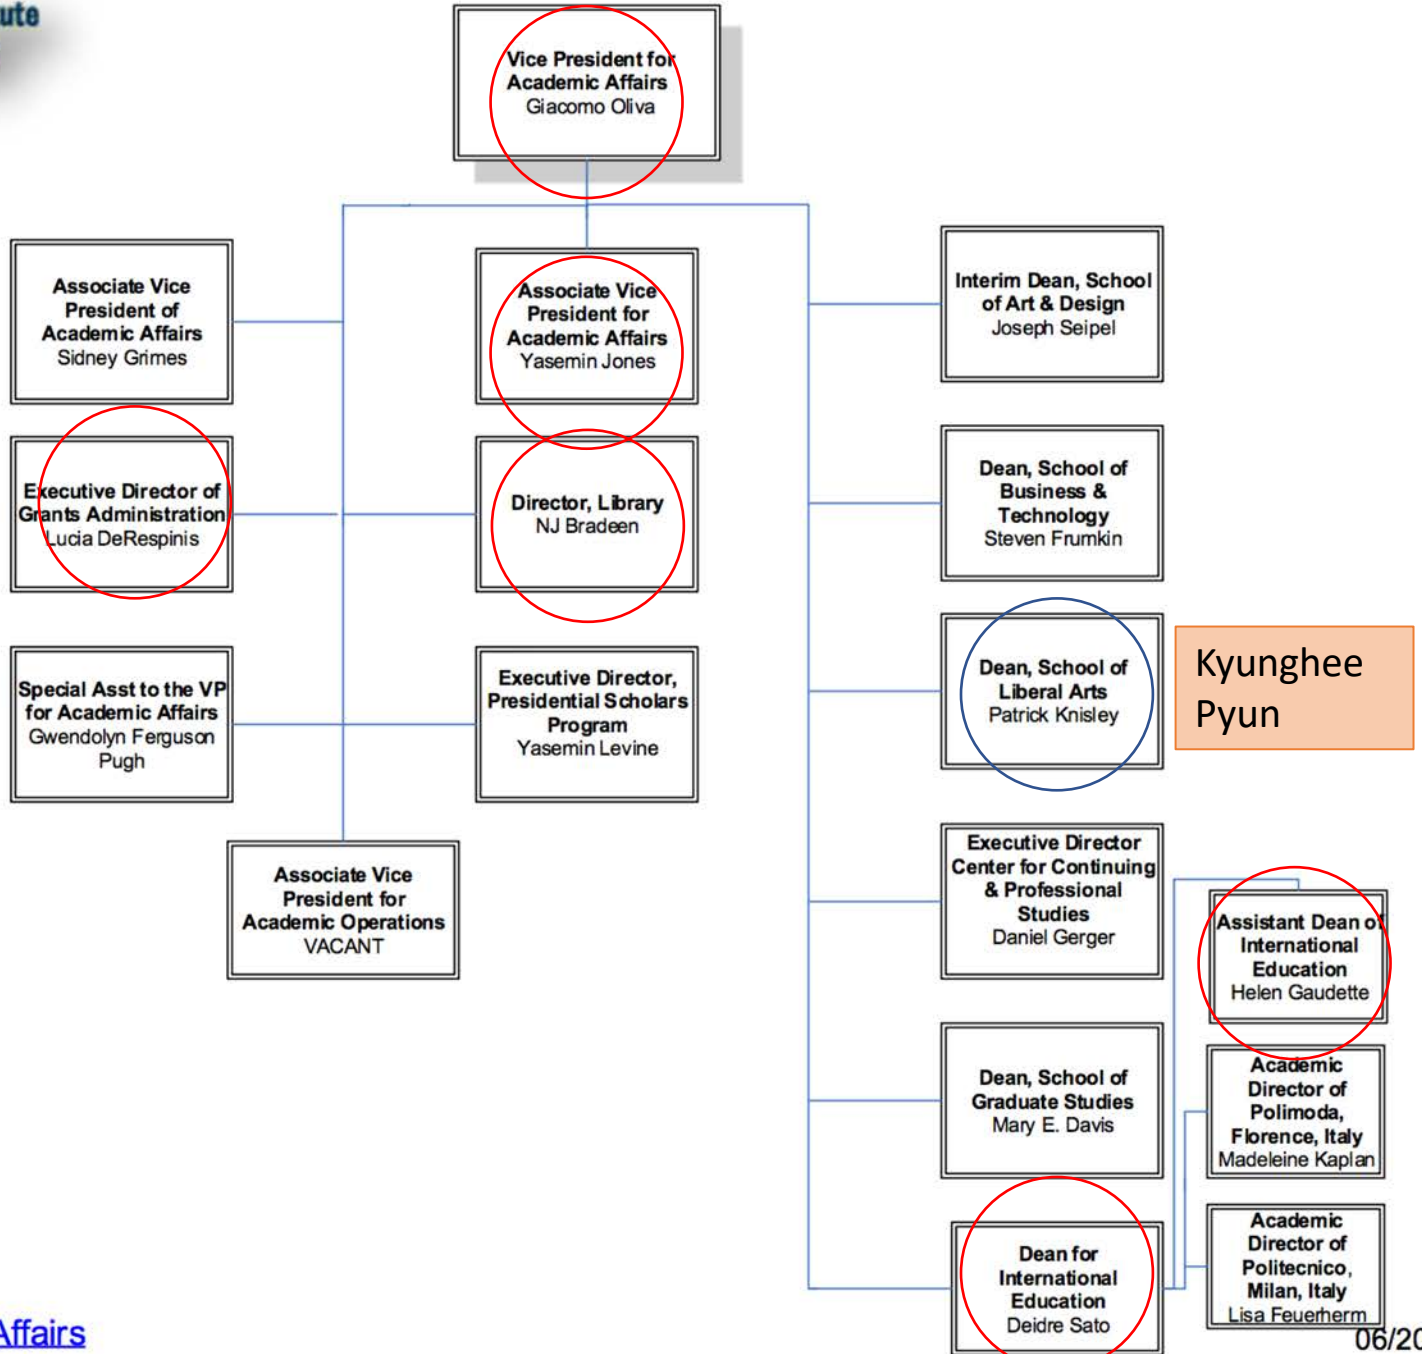 Vice President for
Academic Affairs
Giacomo Oliva
Associate Vice
President of
Academic Affairs
Sidney Grimes
Associate Vice
President for
Academic Affairs
Yasemin Jones
Interim Dean, School
of Art & Design
Joseph Seipel
Executive Director of
Grants Administration
Lucia DeRespinis
Director, Library
NJ Bradeen
Dean, School of
Business &
Technology
Steven Frumkin
Special Asst to the VP
for Academic Affairs
Gwendolyn Ferguson
Pugh
Executive Director,
Presidential Scholars
Program
Yasemin Levine
Dean, School of
Liberal Arts
Patrick Knisley
Kyunghee
Pyun
Associate Vice
President for
Academic Operations
VACANT
Executive Director
Center for Continuing
& Professional
Studies
Daniel Gerger
Assistant Dean of
International
Education
Helen Gaudette
Dean, School of
Graduate Studies
Mary E. Davis
Academic
Director of
Polimoda,
Florence, Italy
Madeleine Kaplan
Dean for
International
Education
Deidre Sato
Academic
Director of
Politecnico,
Milan, Italy
Lisa Feuerherm
Affairs
06/20